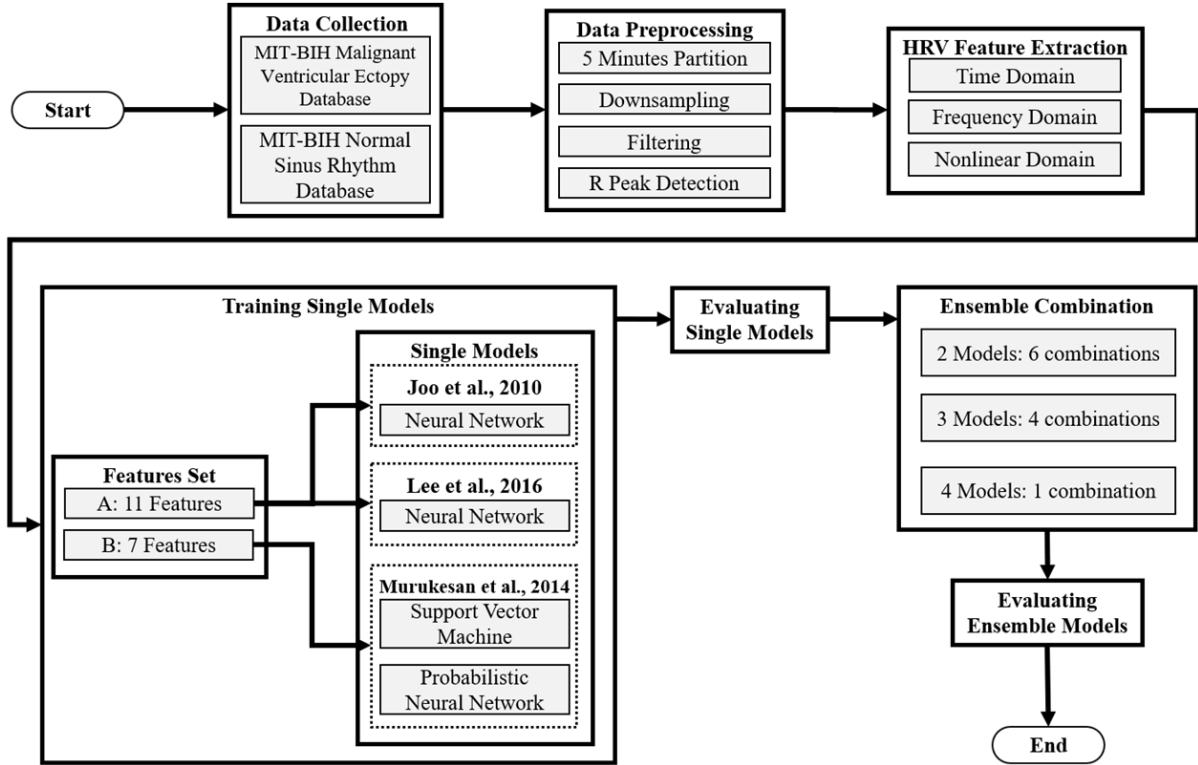 Start
Data Collection
MIT-BIH Malignant
Ventricular Ectopy
Database
MIT-BIH Normal
Sinus Rhythm
Database
Data Preprocessing
5 Minutes Partition
Downsampling
Filtering
R Peak Detection
HRV Feature Extraction
Time Domain
Frequency Domain
Nonlinear Domain
Training Single Models
Features Set
A: 11 Features
B: 7 Features
Single Models
Joo et al., 2010
Neural Network
Lee et al., 2016
Neural Network
Murukesan et al., 2014
Support Vector
Machine
Probabilistic
Neural Network
Evaluating
Single Models
Ensemble Combination
2 Models: 6 combinations
3 Models: 4 combinations
4 Models: 1 combination
Evaluating
Ensemble Models
End